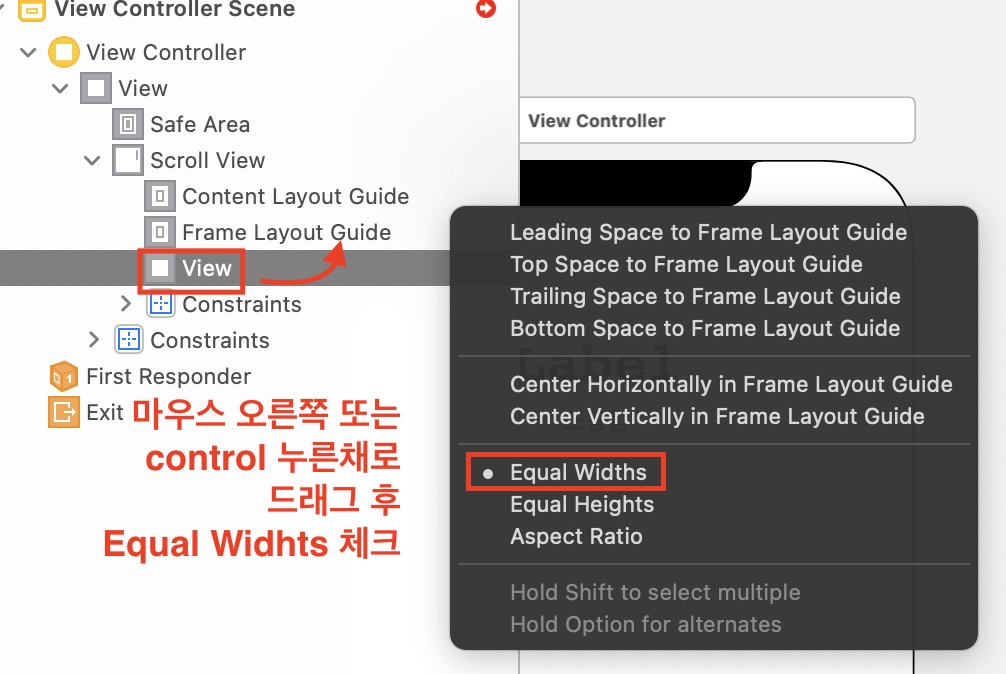 View Controller Scene
View Controller
View
Safe Area
Scroll View
Content Layout Guide
Frame Layout Guide
View
Constraints
Constraints
First Responder
Exit
마우스 오른쪽 또는
control 누른채로
드래그 후
Equal Widhts 체크
View Controller
Label
Leading Space to Frame Layout Guide
Top Space to Frame Layout Guide
Trailing Space to Frame Layout Guide
Bottom Space to Frame Layout Guide
Center Horizontally in Frame Layout Guide
Center Vertically in Frame Layout Guide
Equal Widths
Equal Heights
Aspect Ratio
Hold Shift to select multiple
Hold Option for alternates